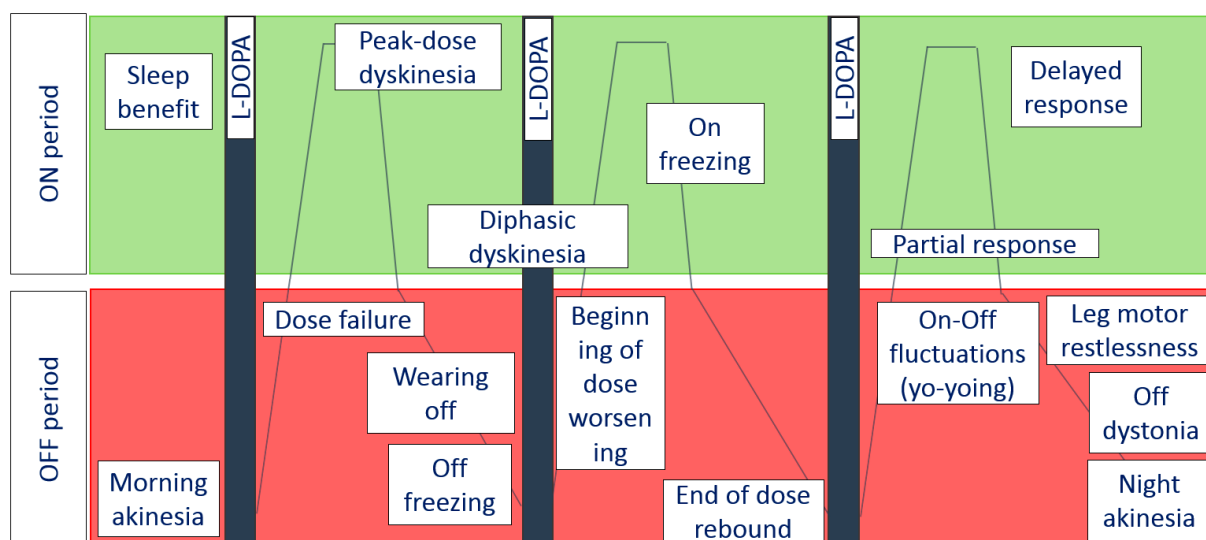 ON period
Sleep
benefit
L-DOPA
Peak-dose
dyskinesia
L-DOPA
On
freezing
L-DOPA
Delayed
response
Diphasic
dyskinesia
Partial response
OFF period
Morning
akinesia
Dose failure
Wearing
off
Off
freezing
Beginn
ing of
dose
worsen
ing
End of dose
rebound
On-Off
fluctuations
(yo-yoing)
Leg motor
restlessness
Off
dystonia
Night
akinesia